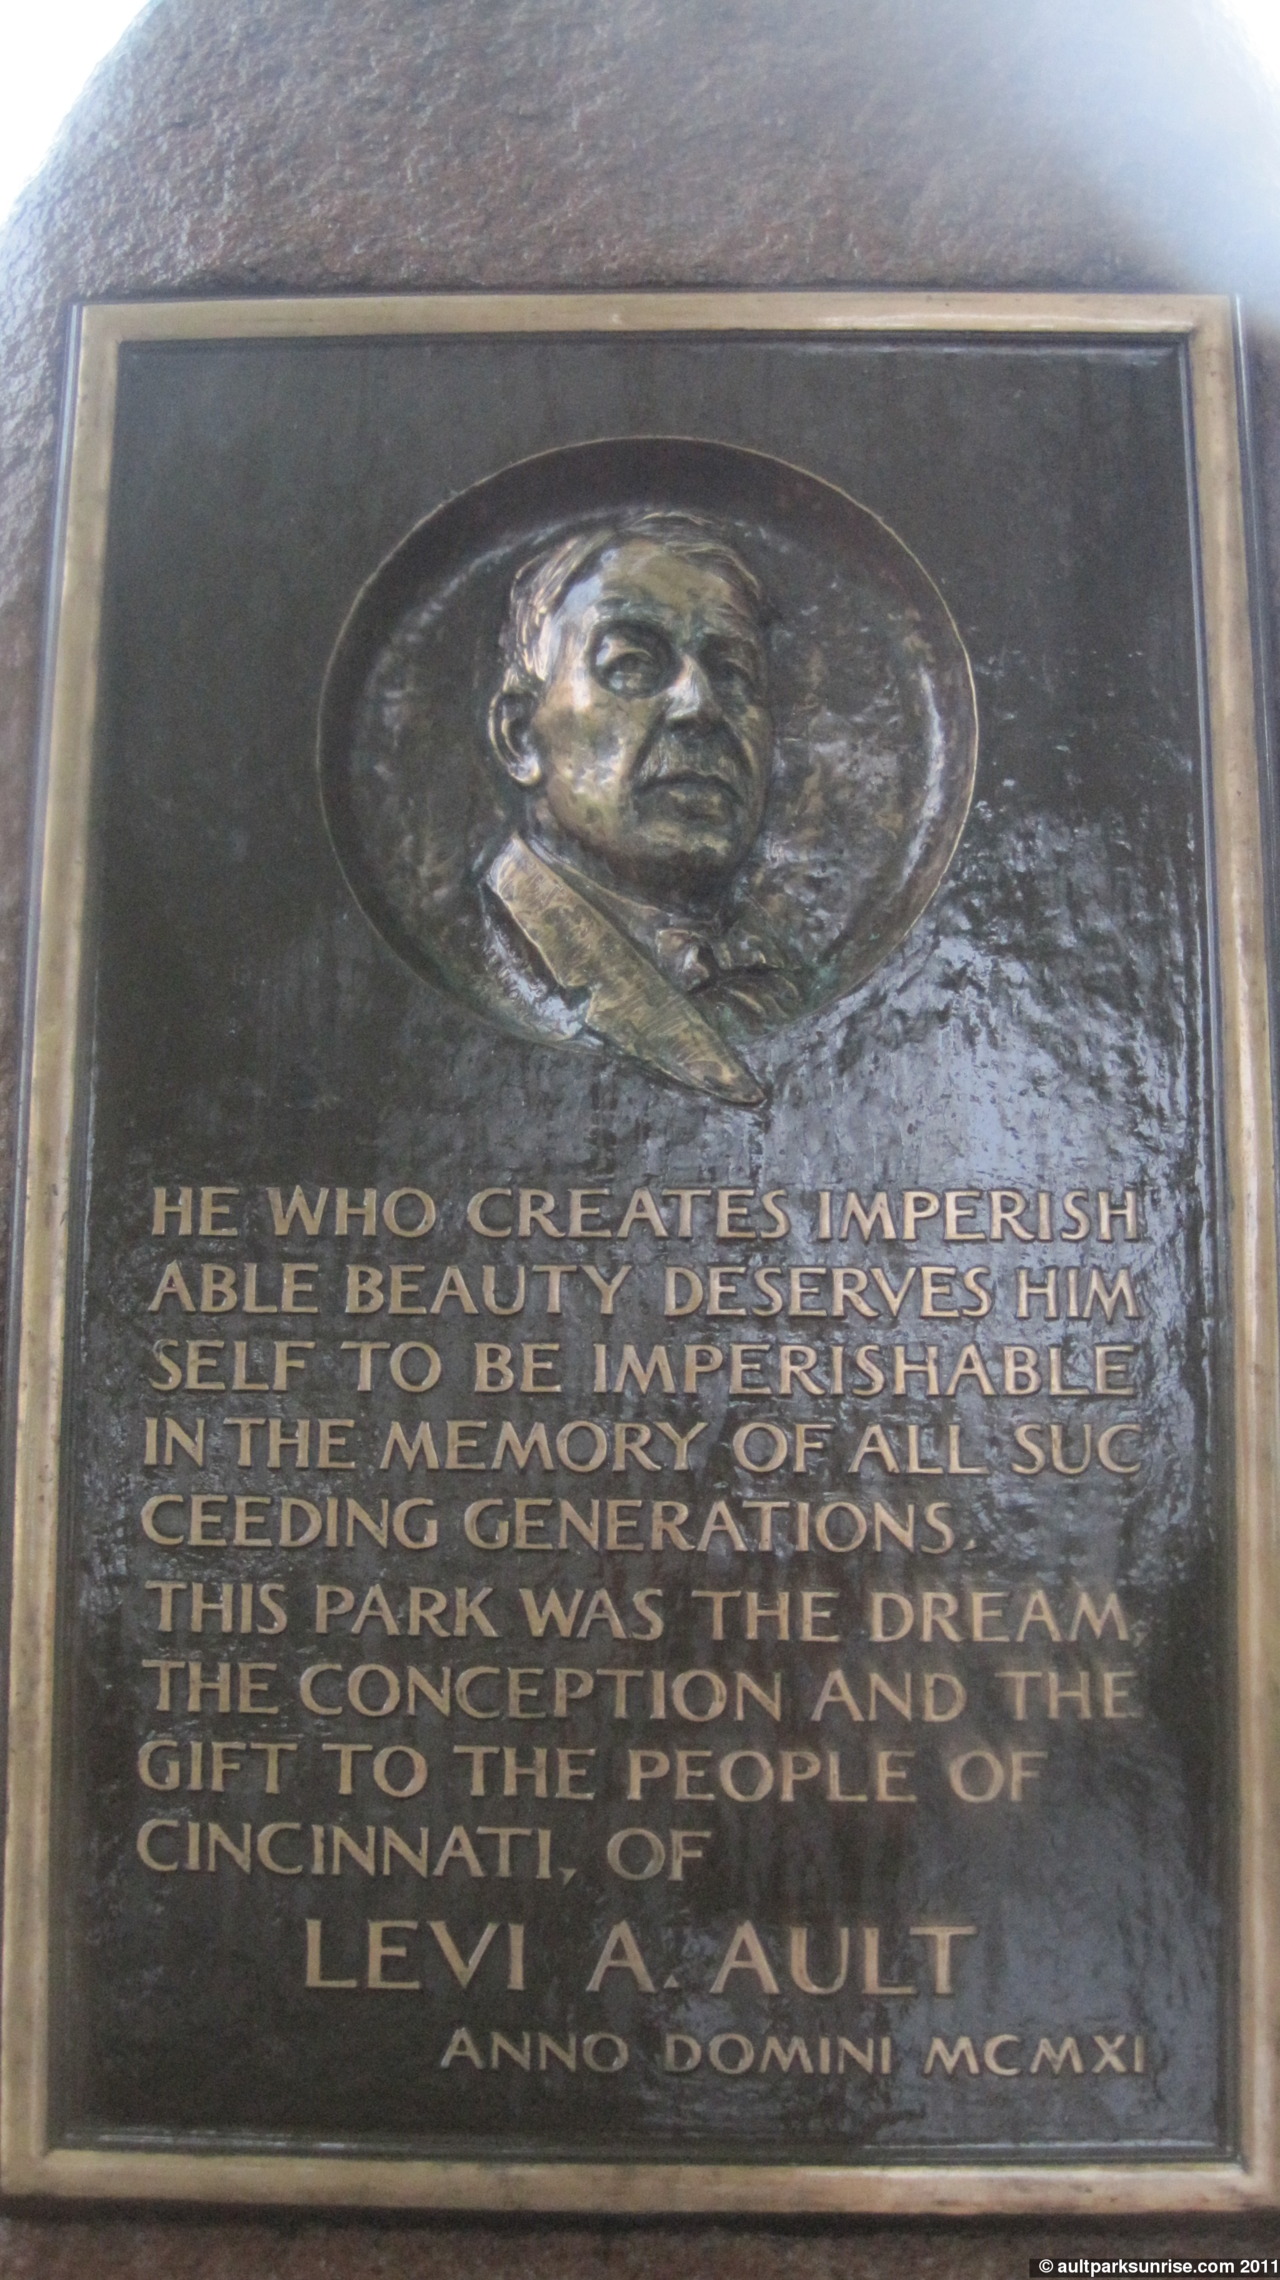 HE WHO CREATES IMPERISH
ABLE BEAUTY DESERVES HIM
SELF TO BE IMPERISHABLE
IN THE MEMORY OF ALL SUC
CEEDING GENERATIONS.
THIS PARK WAS THE DREAM,
THE CONCEPTION AND THE
GIFT TO THE PEOPLE OF
CINCINNATI, OF
LEVI A. AULT
ANNO DOMINI MCMXI
© aultparksunrise.com 2011